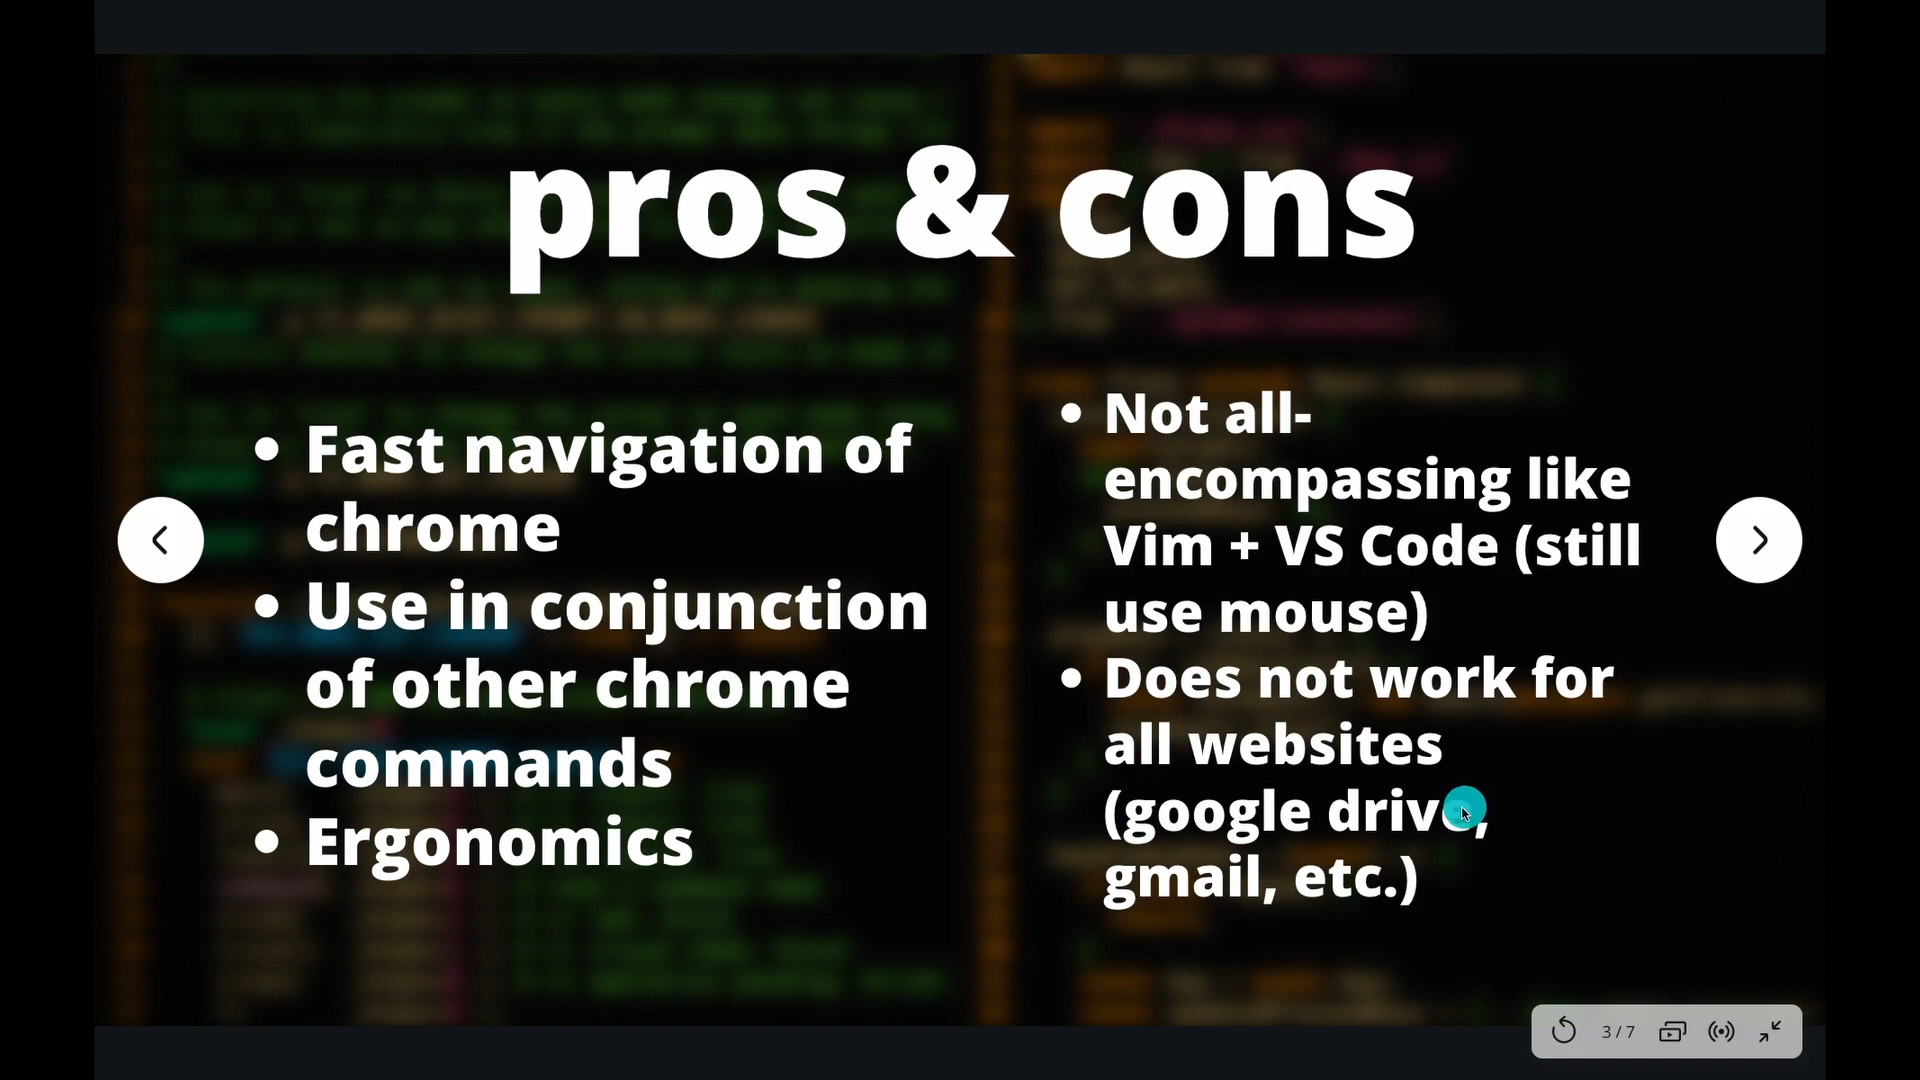 pros & cons
• Fast navigation of
chrome
• Use in conjunction
of other chrome
commands
• Ergonomics
• Not all-
encompassing like
Vim + VS Code (still
use mouse)
• Does not work for
all websites
(google drive,
gmail, etc.)
3 / 7